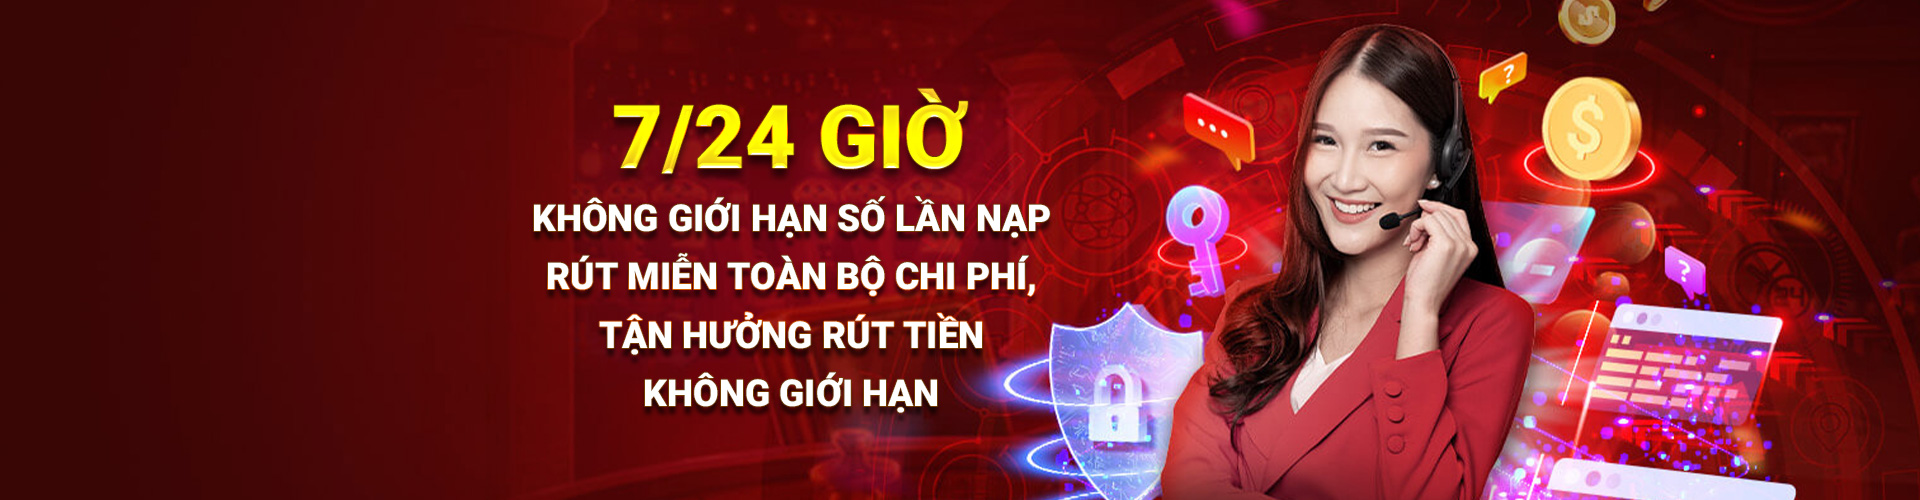 7/24 GIỜ
KHÔNG GIỚI HẠN SỐ LẦN NẠP
RÚT MIỄN TOÀN BỘ CHI PHÍ,
TẬN HƯỞNG RÚT TIỀN
KHÔNG GIỚI HẠN